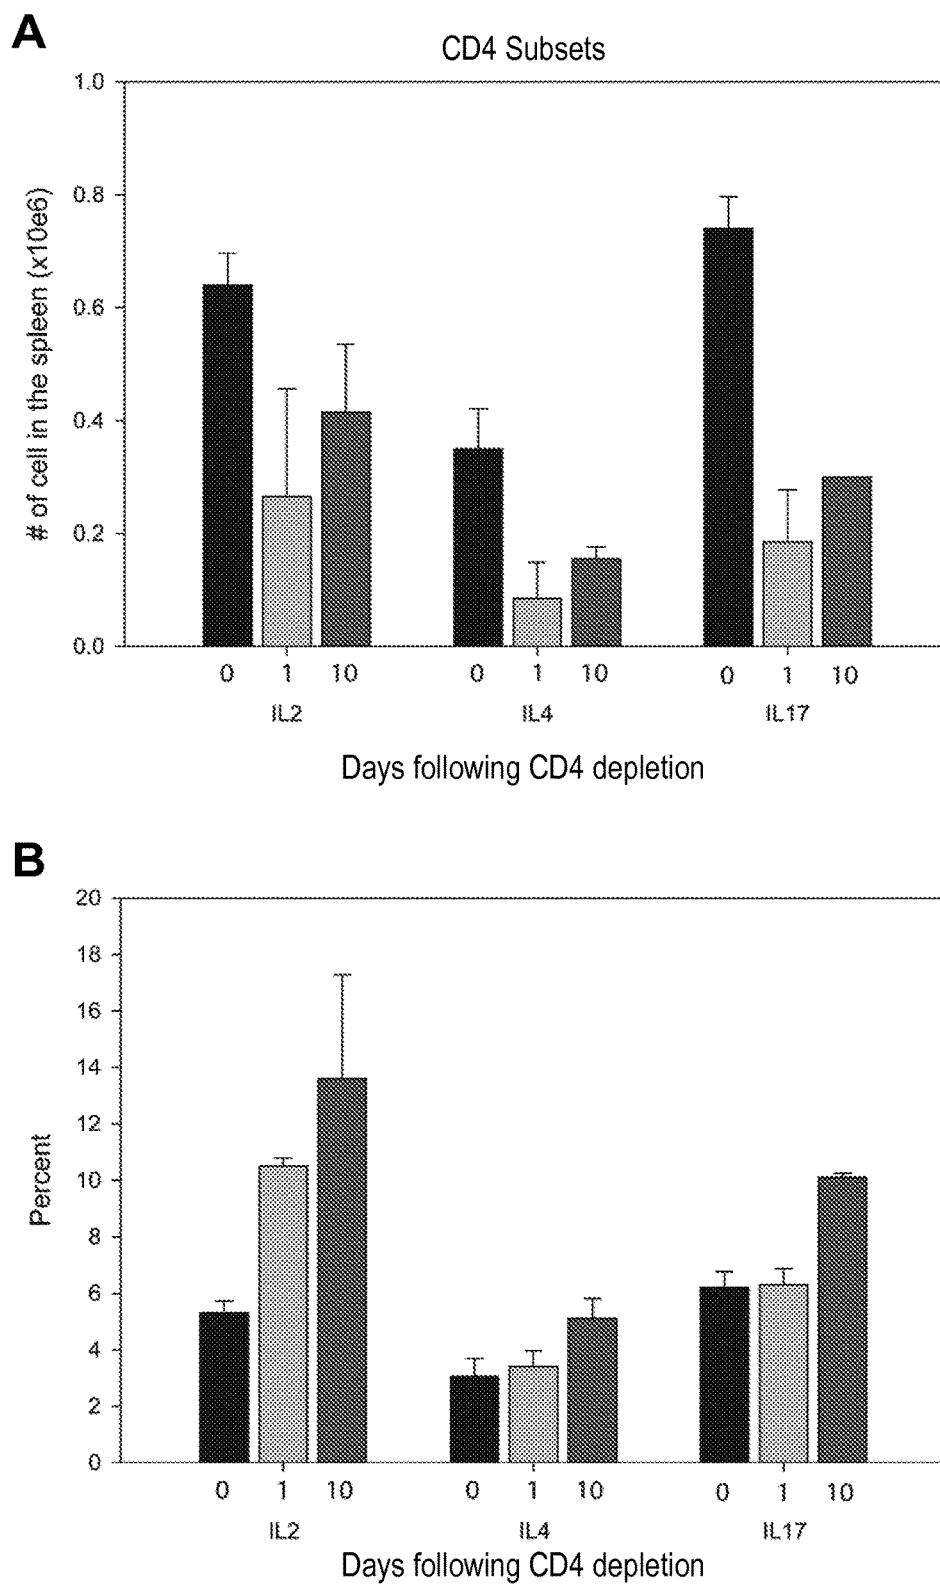 A
CD4 Subsets
# of cell in the spleen (x10e6)
1.0
0.8
0.6
0.4
0.2
0.0
0 1 10 0 1 10 0 1 10
IL2 IL4 IL17
Days following CD4 depletion
B
Percent
20
18
16
14
12
10
8
6
4
2
0
0 1 10 0 1 10 0 1 10
IL2 IL4 IL17
Days following CD4 depletion